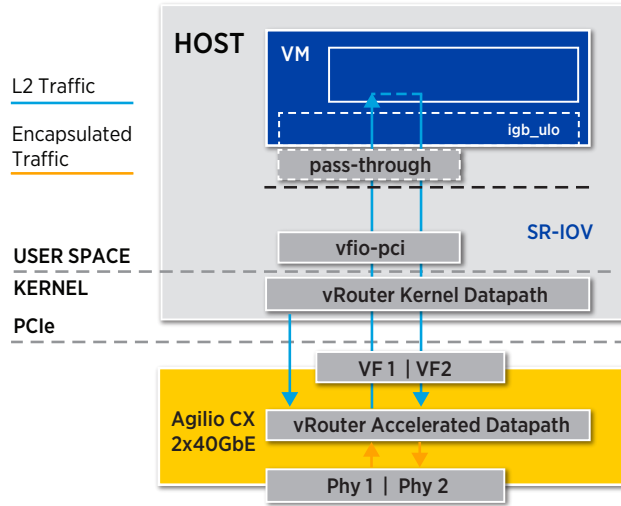 HOST
VM
L2 Traffic
igb_ulo
Encapsulated
Traffic
pass-through
SR-IOV
vfio-pci
USER SPACE
KERNEL
vRouter Kernel Datapath
PCIe
VF 1 | VF2
Agilio CX
2x40GbE
vRouter Accelerated Datapath
Phy 1 | Phy 2